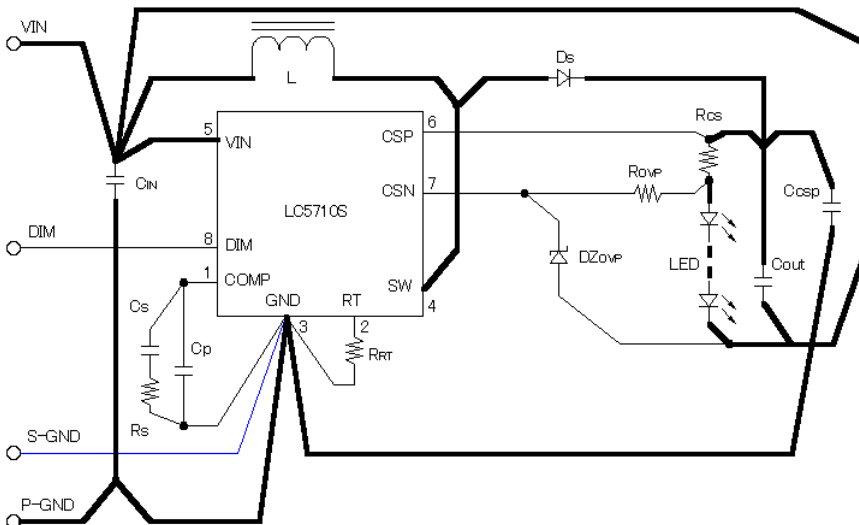 VIN
L
Ds
5
VIN
CSP
6
Rcs
CIN
CSN
7
ROVP
Ccsp
LC5710S
DIM
8
DIM
DZOVP
LED
Cout
1
COMP
SW
4
GND
RT
3
2
Cs
Cp
RRT
Rs
S-GND
P-GND